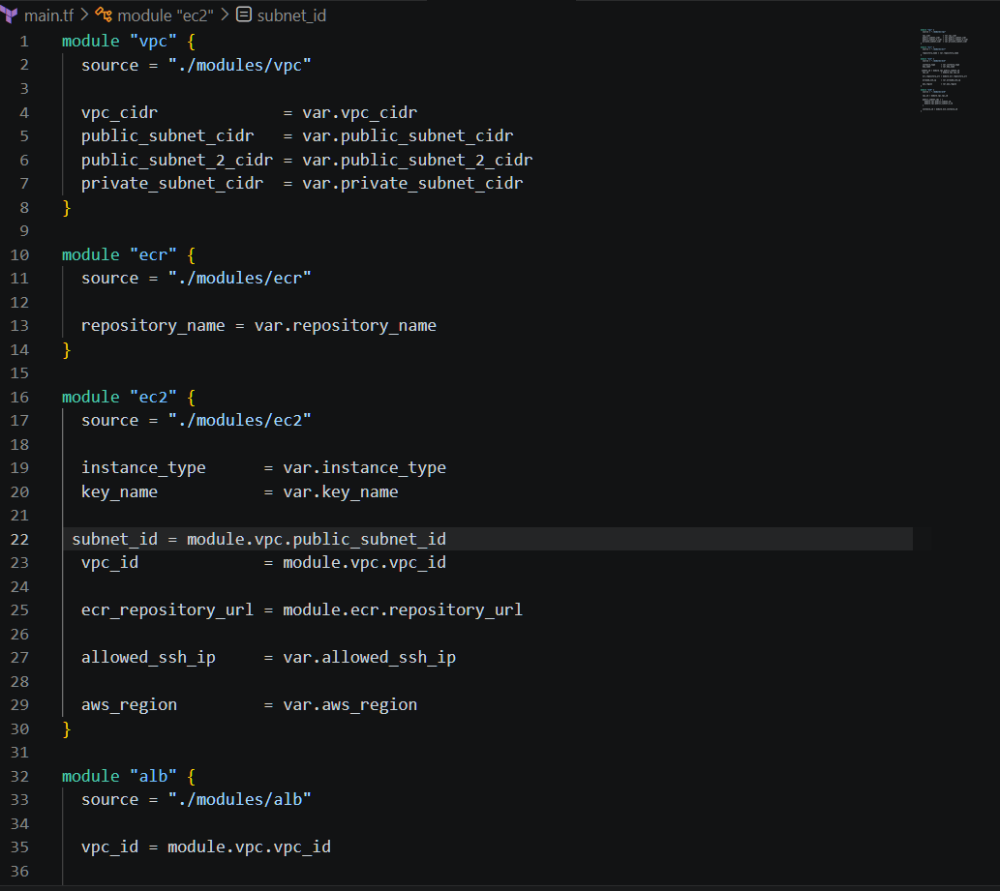 main.tf > module "ec2" > subnet_id
1 module "vpc" {
2   source = "./modules/vpc"
3
4   vpc_cidr             = var.vpc_cidr
5   public_subnet_cidr   = var.public_subnet_cidr
6   public_subnet_2_cidr = var.public_subnet_2_cidr
7   private_subnet_cidr  = var.private_subnet_cidr
8 }
9
10 module "ecr" {
11   source = "./modules/ecr"
12
13   repository_name = var.repository_name
14 }
15
16 module "ec2" {
17   source = "./modules/ec2"
18
19   instance_type      = var.instance_type
20   key_name           = var.key_name
21
22  subnet_id = module.vpc.public_subnet_id
23   vpc_id             = module.vpc.vpc_id
24
25   ecr_repository_url = module.ecr.repository_url
26
27   allowed_ssh_ip     = var.allowed_ssh_ip
28
29   aws_region         = var.aws_region
30 }
31
32 module "alb" {
33   source = "./modules/alb"
34
35   vpc_id = module.vpc.vpc_id
36